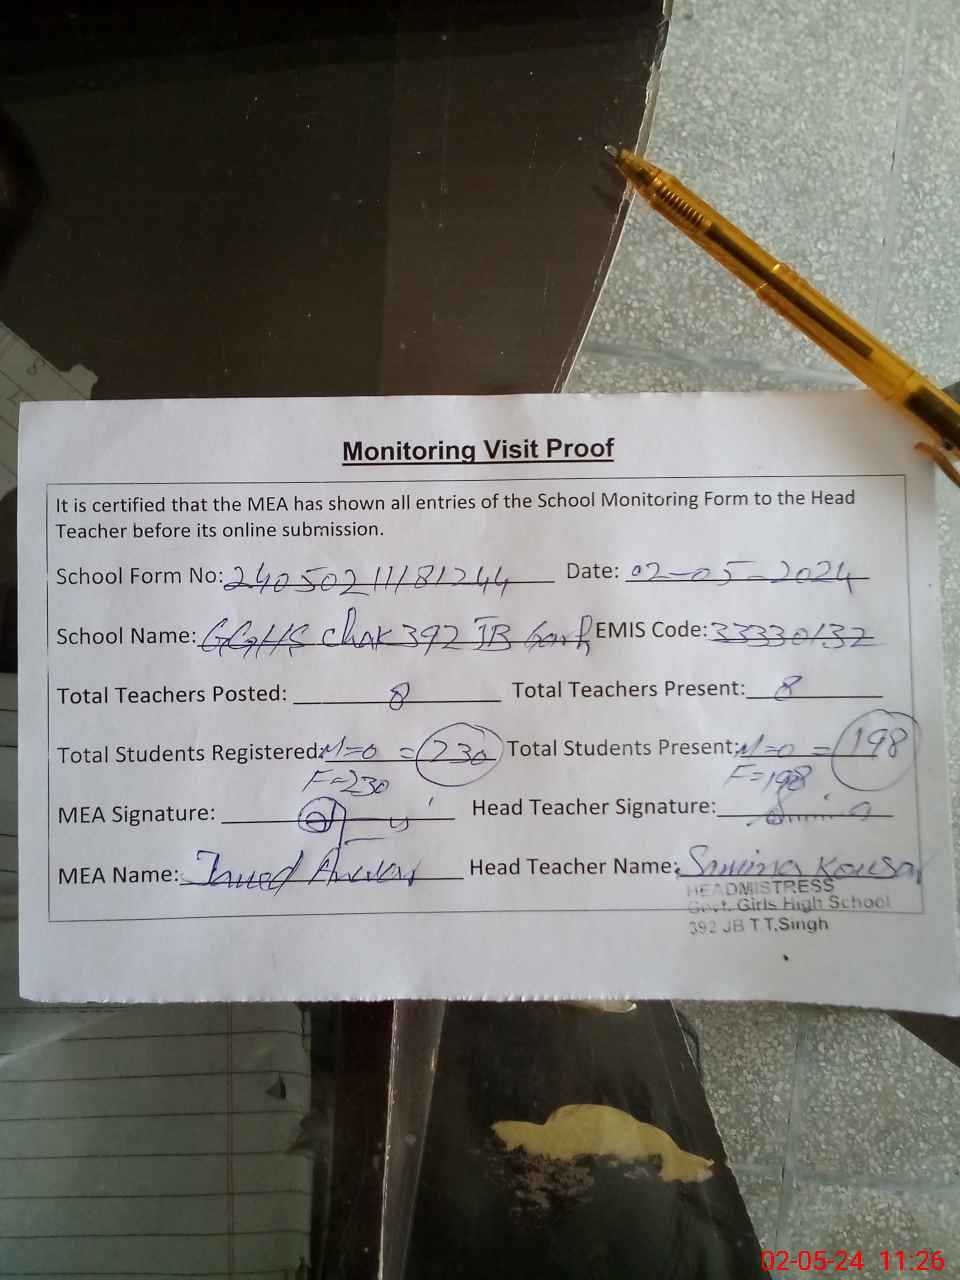 Monitoring Visit Proof
It is certified that the MEA has shown all entries of the School Monitoring Form to the Head
Teacher before its online submission.
School Form No: 24050211181244 Date: 02-05-2024
School Name: GGHS Chak 392 JB EMIS Code: 33330132
Total Teachers Posted: 8 Total Teachers Present: 8
Total Students Registered: M=0 = 230 Total Students Present: M=0 = 198
F=230 F=198
MEA Signature: Head Teacher Signature:
MEA Name: Head Teacher Name: Samina Kousar
HEADMISTRESS
Govt. Girls High School
392 JB T.T.Singh
02-05-24 11:26